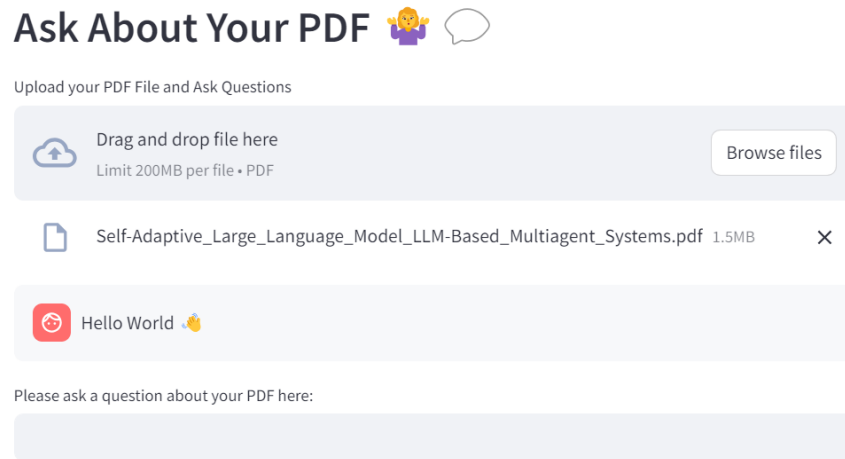 Ask About Your PDF 🤷‍♀️ 💬
Upload your PDF File and Ask Questions
Drag and drop file here
Limit 200MB per file • PDF
Browse files
Self-Adaptive_Large_Language_Model_LLM-Based_Multiagent_Systems.pdf 1.5MB
Hello World 👋
Please ask a question about your PDF here: